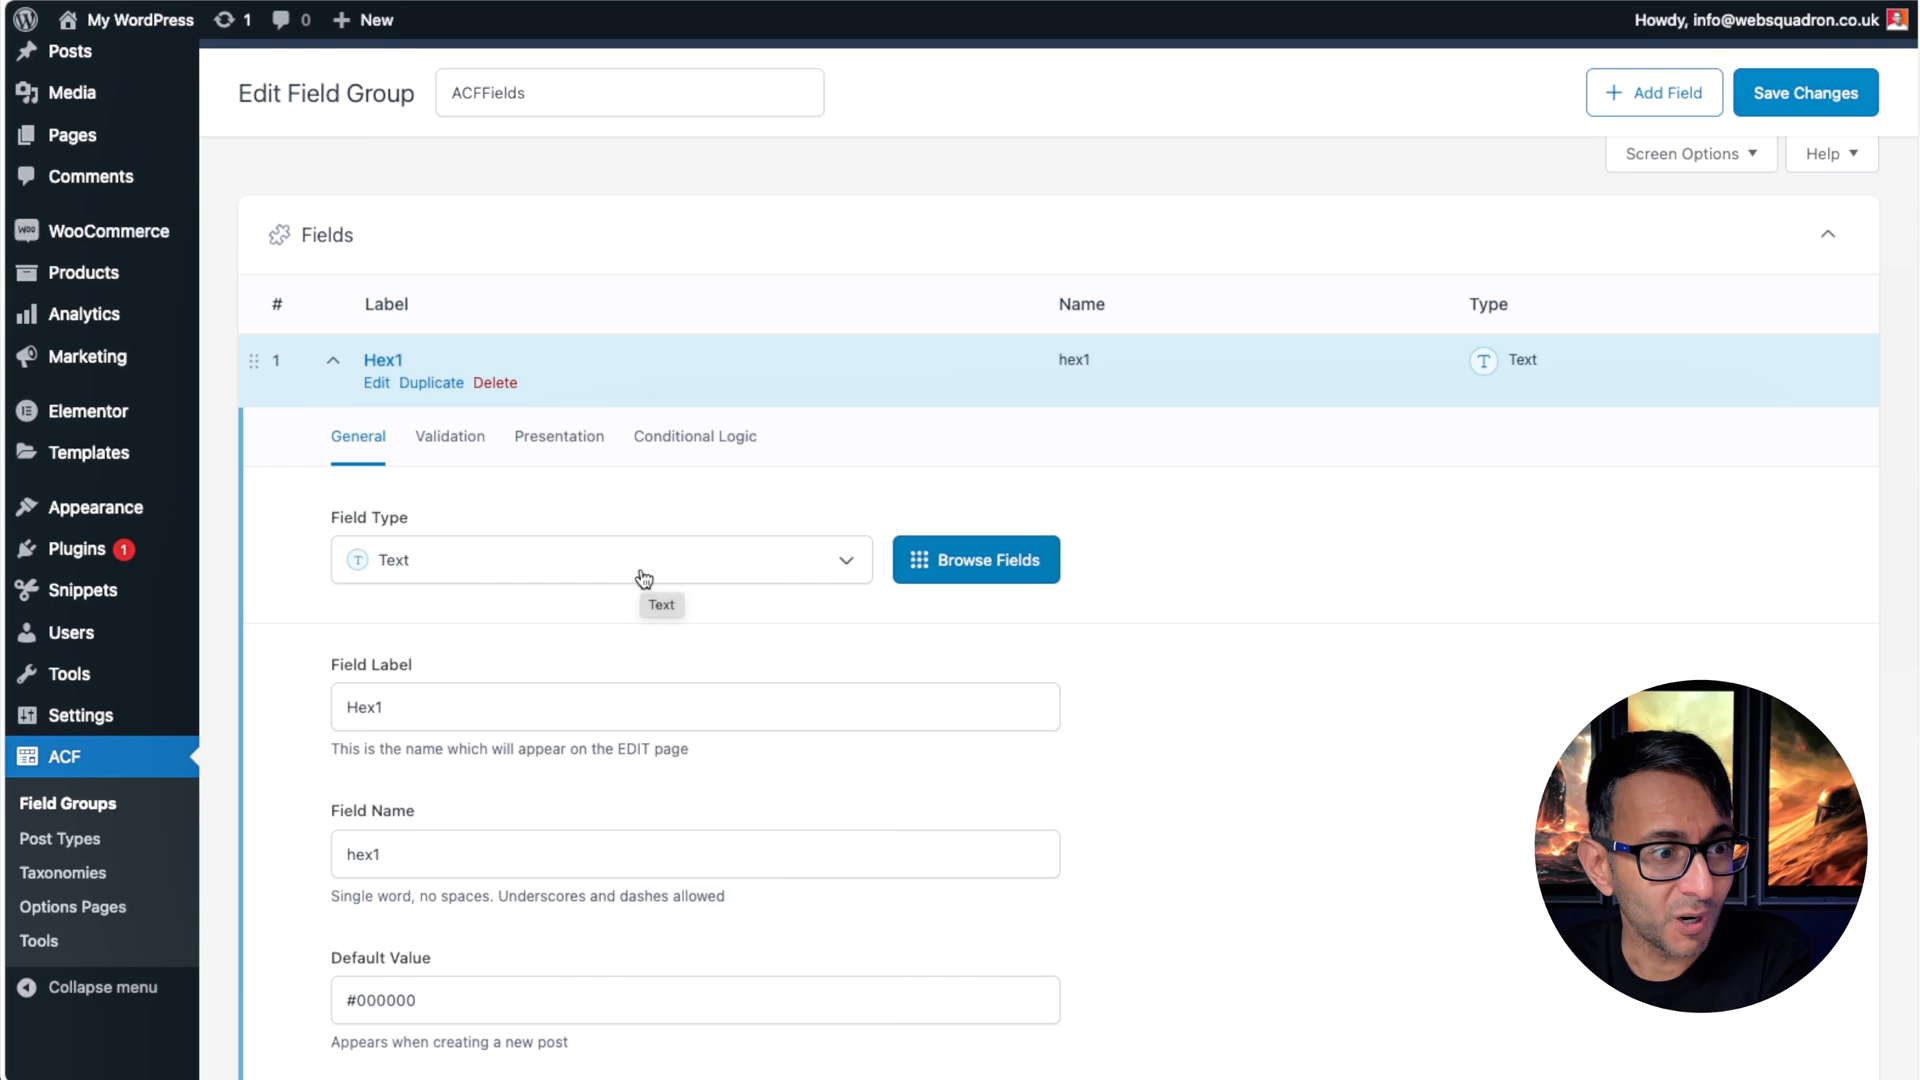 My WordPress 1 0 New Howdy, info@websquadron.co.uk
Posts
Media
Pages
Comments
WooCommerce
Products
Analytics
Marketing
Elementor
Templates
Appearance
Plugins 1
Snippets
Users
Tools
Settings
ACF
Field Groups
Post Types
Taxonomies
Options Pages
Tools
Collapse menu
Edit Field Group ACFFields Add Field Save Changes
Screen Options Help
Fields
# Label Name Type
1 Hex1 hex1 T Text
Edit Duplicate Delete
General Validation Presentation Conditional Logic
Field Type
T Text Browse Fields
Text
Field Label
Hex1
This is the name which will appear on the EDIT page
Field Name
hex1
Single word, no spaces. Underscores and dashes allowed
Default Value
#000000
Appears when creating a new post